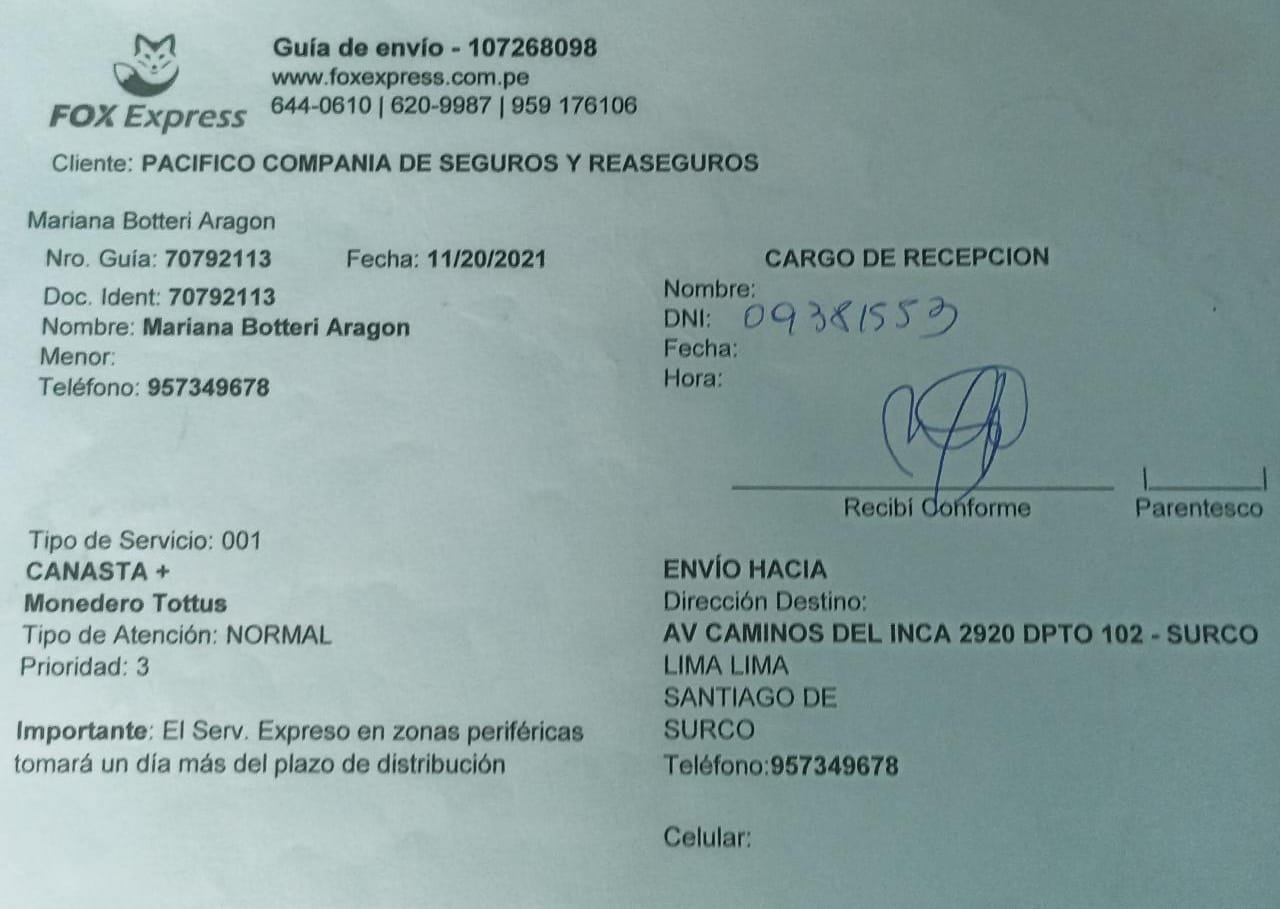 FOX Express
Guía de envío - 107268098
www.foxexpress.com.pe
644-0610 | 620-9987 | 959 176106
Cliente: PACIFICO COMPANIA DE SEGUROS Y REASEGUROS
Mariana Botteri Aragon
Nro. Guía: 70792113 Fecha: 11/20/2021
Doc. Ident: 70792113
Nombre: Mariana Botteri Aragon
Menor:
Teléfono: 957349678
CARGO DE RECEPCION
Nombre:
DNI: 09381553
Fecha:
Hora:
Recibí Conforme
Parentesco
Tipo de Servicio: 001
CANASTA +
Monedero Tottus
Tipo de Atención: NORMAL
Prioridad: 3
Importante: El Serv. Expreso en zonas periféricas
tomará un día más del plazo de distribución
ENVÍO HACIA
Dirección Destino:
AV CAMINOS DEL INCA 2920 DPTO 102 - SURCO
LIMA LIMA
SANTIAGO DE
SURCO
Teléfono:957349678
Celular: